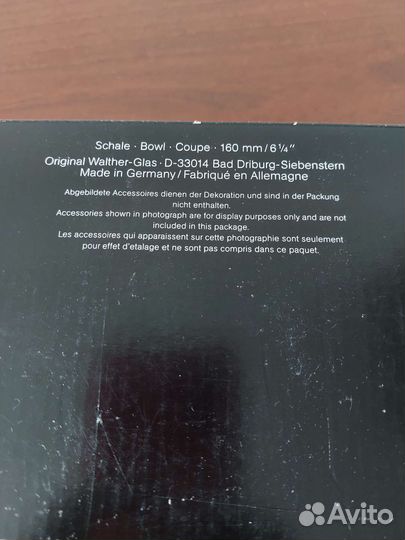 Schale · Bowl · Coupe · 160 mm / 6 ¼"
Original Walther-Glas · D-33014 Bad Driburg-Siebenstern
Made in Germany / Fabriqué en Allemagne
Abgebildete Accessoires dienen der Dekoration und sind in der Packung
nicht enthalten.
Accessories shown in photograph are for display purposes only and are not
included in this package.
Les accessoires qui apparaissent sur cette photographie sont seulement
pour effet d'etalage et ne sont pas compris dans ce paquet.
Avito